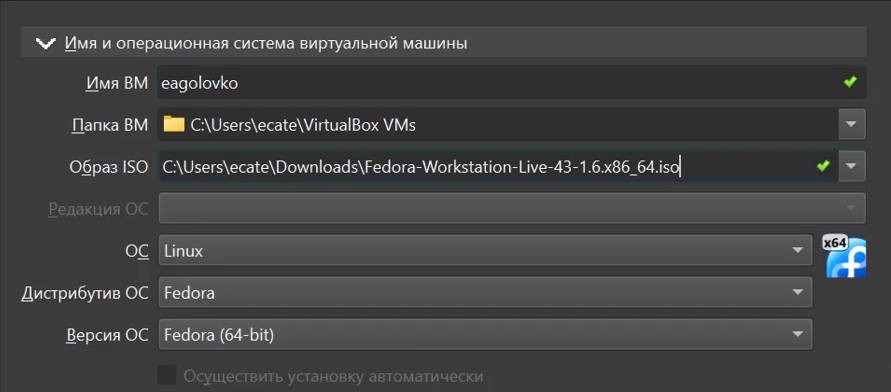 Имя и операционная система виртуальной машины
Имя ВМ eagolovko
Папка ВМ C:\Users\ecate\VirtualBox VMs
Образ ISO C:\Users\ecate\Downloads\Fedora-Workstation-Live-43-1.6.x86_64.iso
Редакция ОС
ОС Linux x64
Дистрибутив ОС Fedora
Версия ОС Fedora (64-bit)
Осуществить установку автоматически